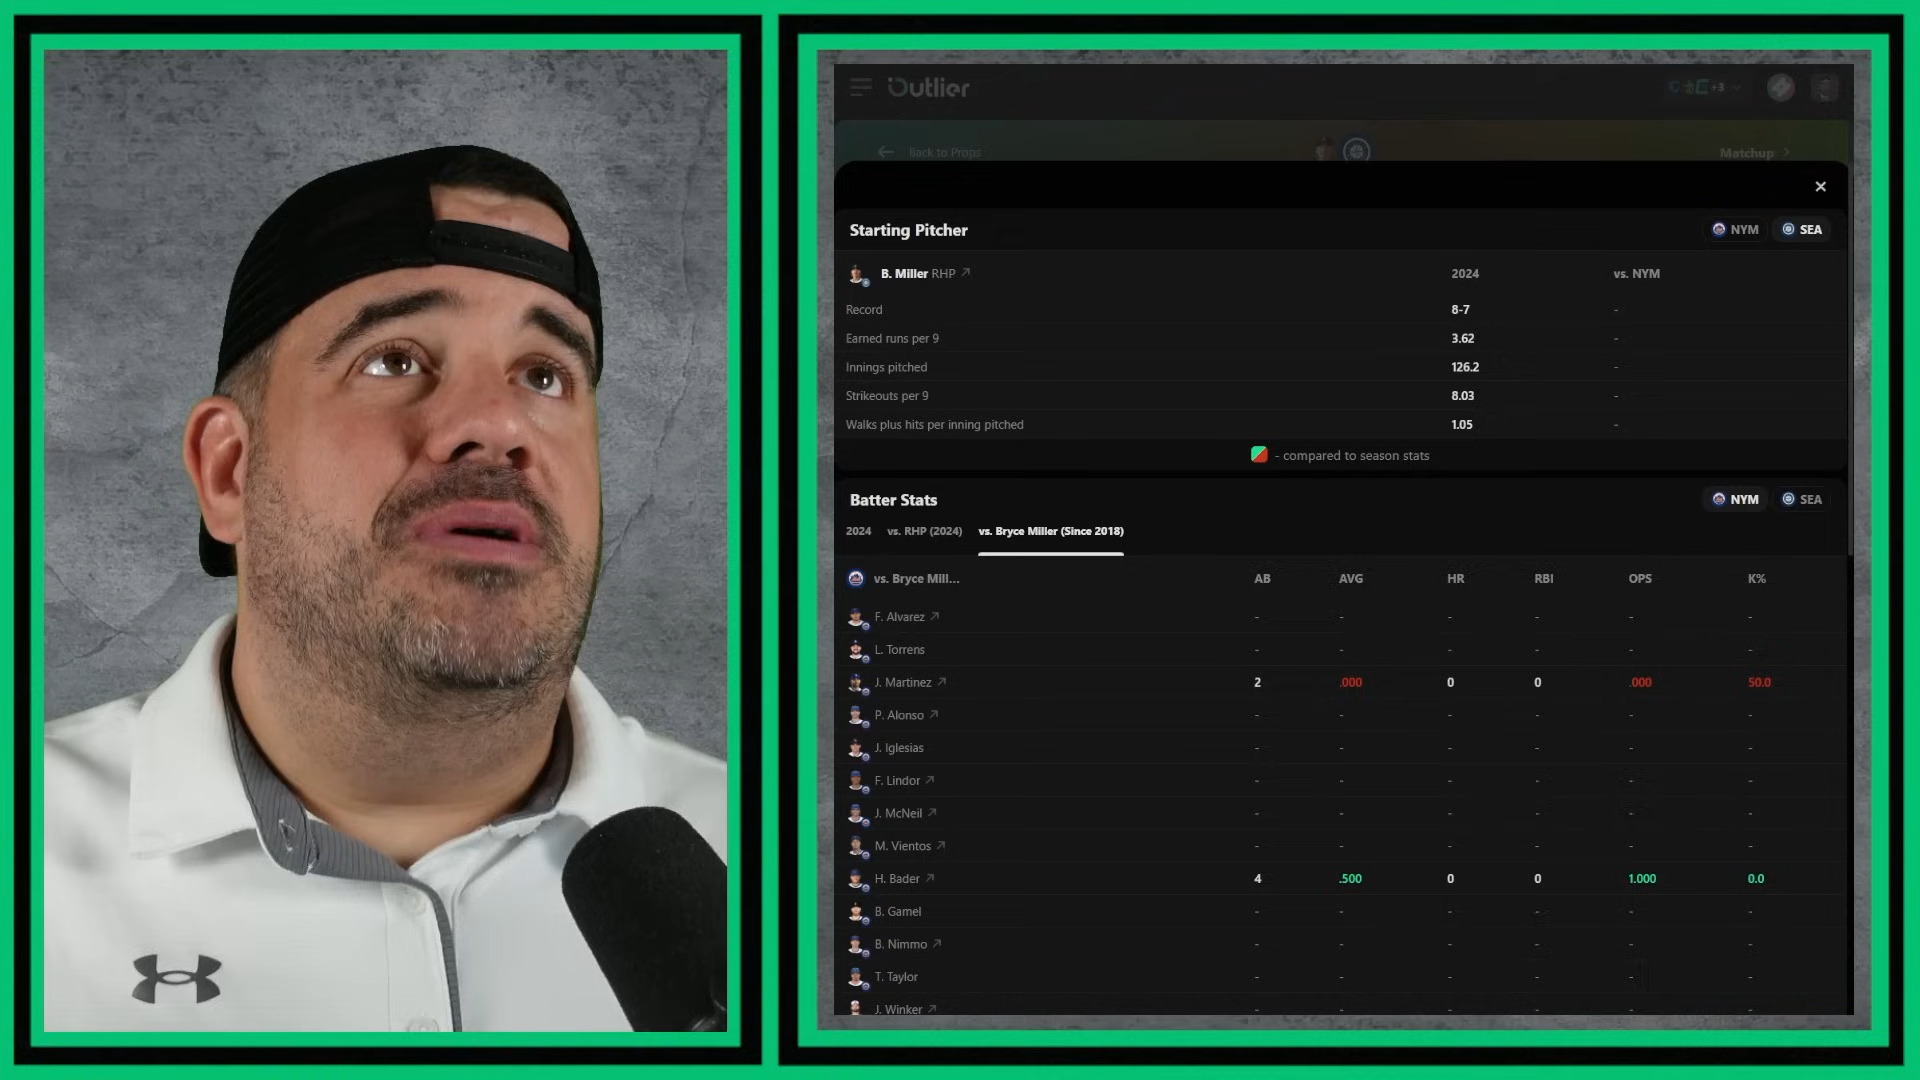 Outlier
+3
Back to Props
Matchup
Starting Pitcher
NYM
SEA
B. Miller RHP
2024
vs. NYM
Record
8-7
-
Earned runs per 9
3.62
-
Innings pitched
126.2
-
Strikeouts per 9
8.03
-
Walks plus hits per inning pitched
1.05
-
- compared to season stats
Batter Stats
NYM
SEA
2024
vs. RHP (2024)
vs. Bryce Miller (Since 2018)
vs. Bryce Mill...
AB
AVG
HR
RBI
OPS
K%
F. Alvarez
- - - - - -
L. Torrens
- - - - - -
J. Martinez
2 .000 0 0 .000 50.0
P. Alonso
- - - - - -
J. Iglesias
- - - - - -
F. Lindor
- - - - - -
J. McNeil
- - - - - -
M. Vientos
- - - - - -
H. Bader
4 .500 0 0 1.000 0.0
B. Gamel
- - - - - -
B. Nimmo
- - - - - -
T. Taylor
- - - - - -
J. Winker
- - - - - -